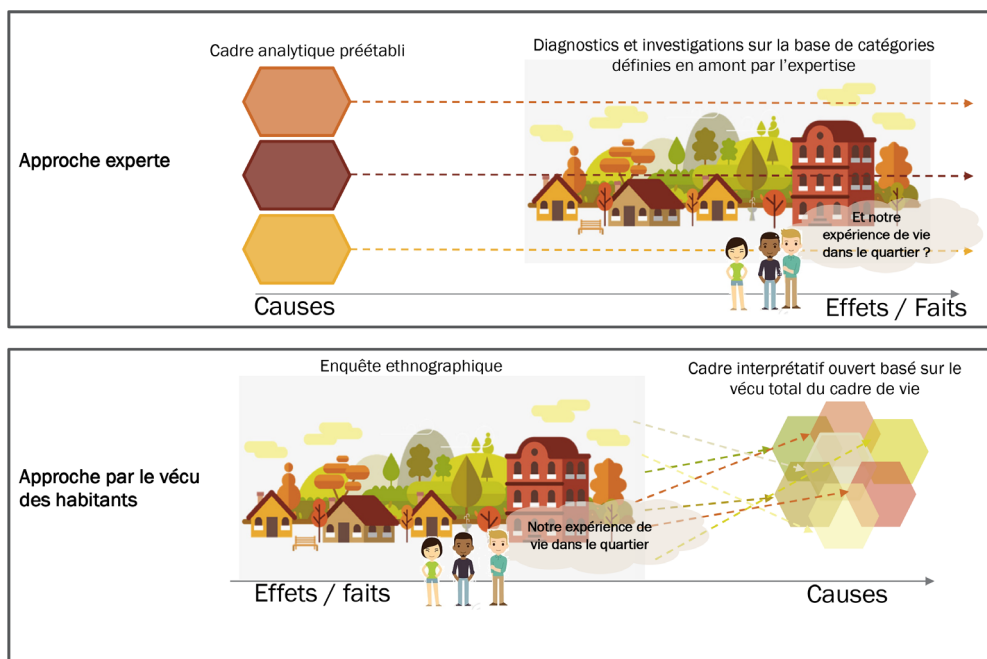 Cadre analytique préétabli
Diagnostics et investigations sur la base de catégories
définies en amont par l’expertise
Approche experte
Et notre
expérience de vie
dans le quartier ?
Causes
Effets / Faits
Enquête ethnographique
Cadre interprétatif ouvert basé sur le
vécu total du cadre de vie
Approche par le vécu
des habitants
Notre expérience de
vie dans le quartier
Effets / faits
Causes